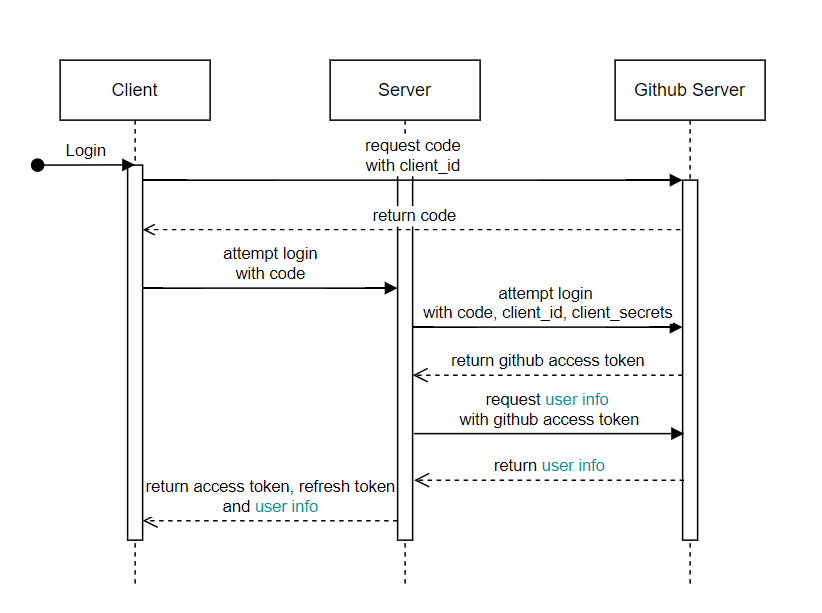 Client
Server
Github Server
Login
request code
with client_id
return code
attempt login
with code
attempt login
with code, client_id, client_secrets
return github access token
request user info
with github access token
return user info
return access token, refresh token
and user info